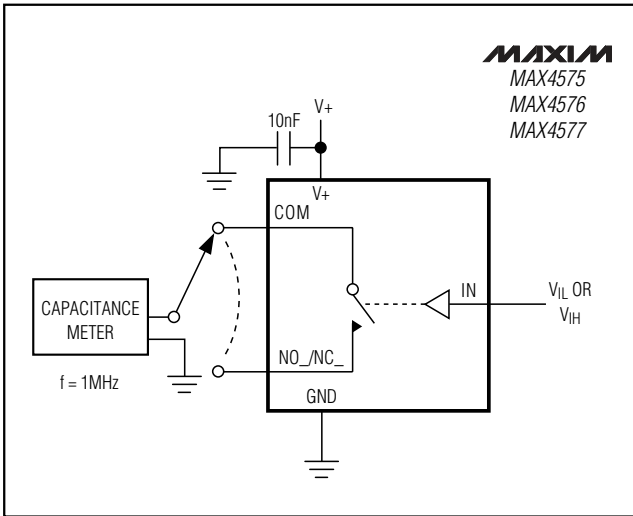 MAXIM
MAX4575
MAX4576
MAX4577
V+
10nF
V+
COM
IN
VIL OR
VIH
CAPACITANCE
METER
NO_/NC_
f = 1MHz
GND